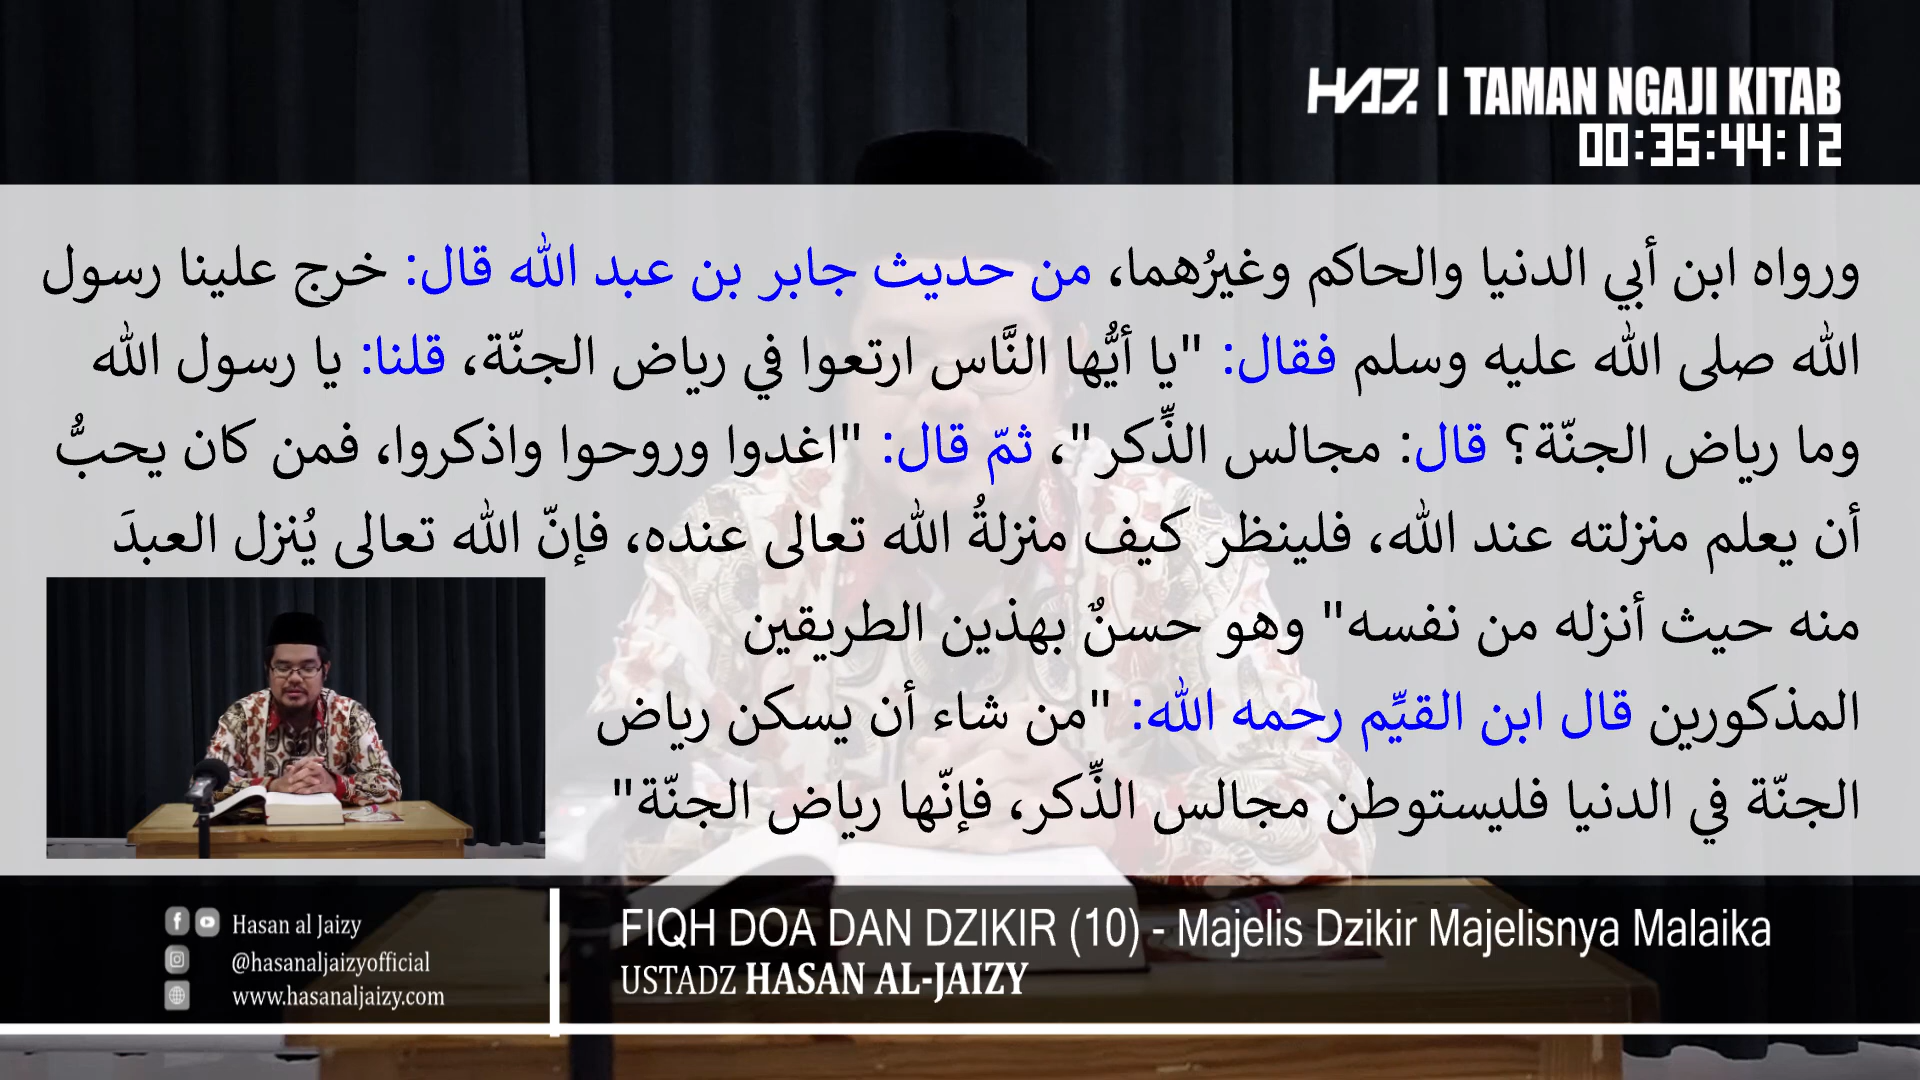 HAJZ | TAMAN NGAJI KITAB
00:35:44:12
ورواه ابن أبي الدنيا والحاكم وغيرُهما، من حديث جابر بن عبد الله قال: خرج علينا رسول
الله صلى الله عليه وسلم فقال: "يا أيُّها النَّاس ارتعوا في رياض الجنّة، قلنا: يا رسول الله
وما رياض الجنّة؟ قال: مجالس الذِّكر"، ثمّ قال: "اغدوا وروحوا واذكروا، فمن كان يحبُّ
أن يعلم منزلته عند الله، فلينظر كيف منزلةُ الله تعالى عنده، فإنّ الله تعالى يُنزل العبدَ
منه حيث أنزله من نفسه" وهو حسنٌ بهذين الطريقين
المذكورين قال ابن القيِّم رحمه الله: "من شاء أن يسكن رياض
الجنّة في الدنيا فليستوطن مجالس الذِّكر، فإنّها رياض الجنّة"
Hasan al Jaizy
@hasanaljaizyofficial
www.hasanaljaizy.com
FIQH DOA DAN DZIKIR (10) - Majelis Dzikir Majelisnya Malaika
USTADZ HASAN AL-JAIZY